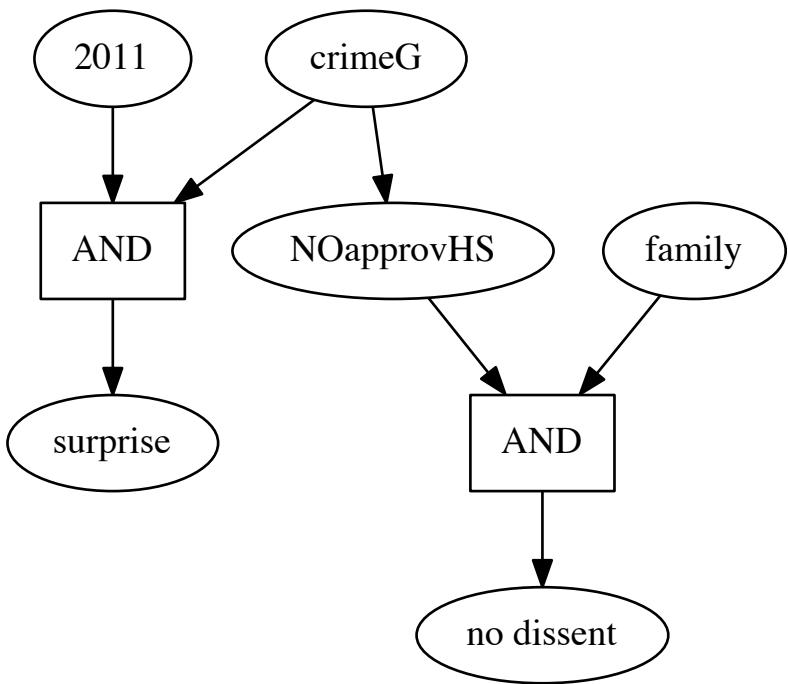 2011
crimeG
AND
NOapprovHS
family
surprise
AND
no dissent